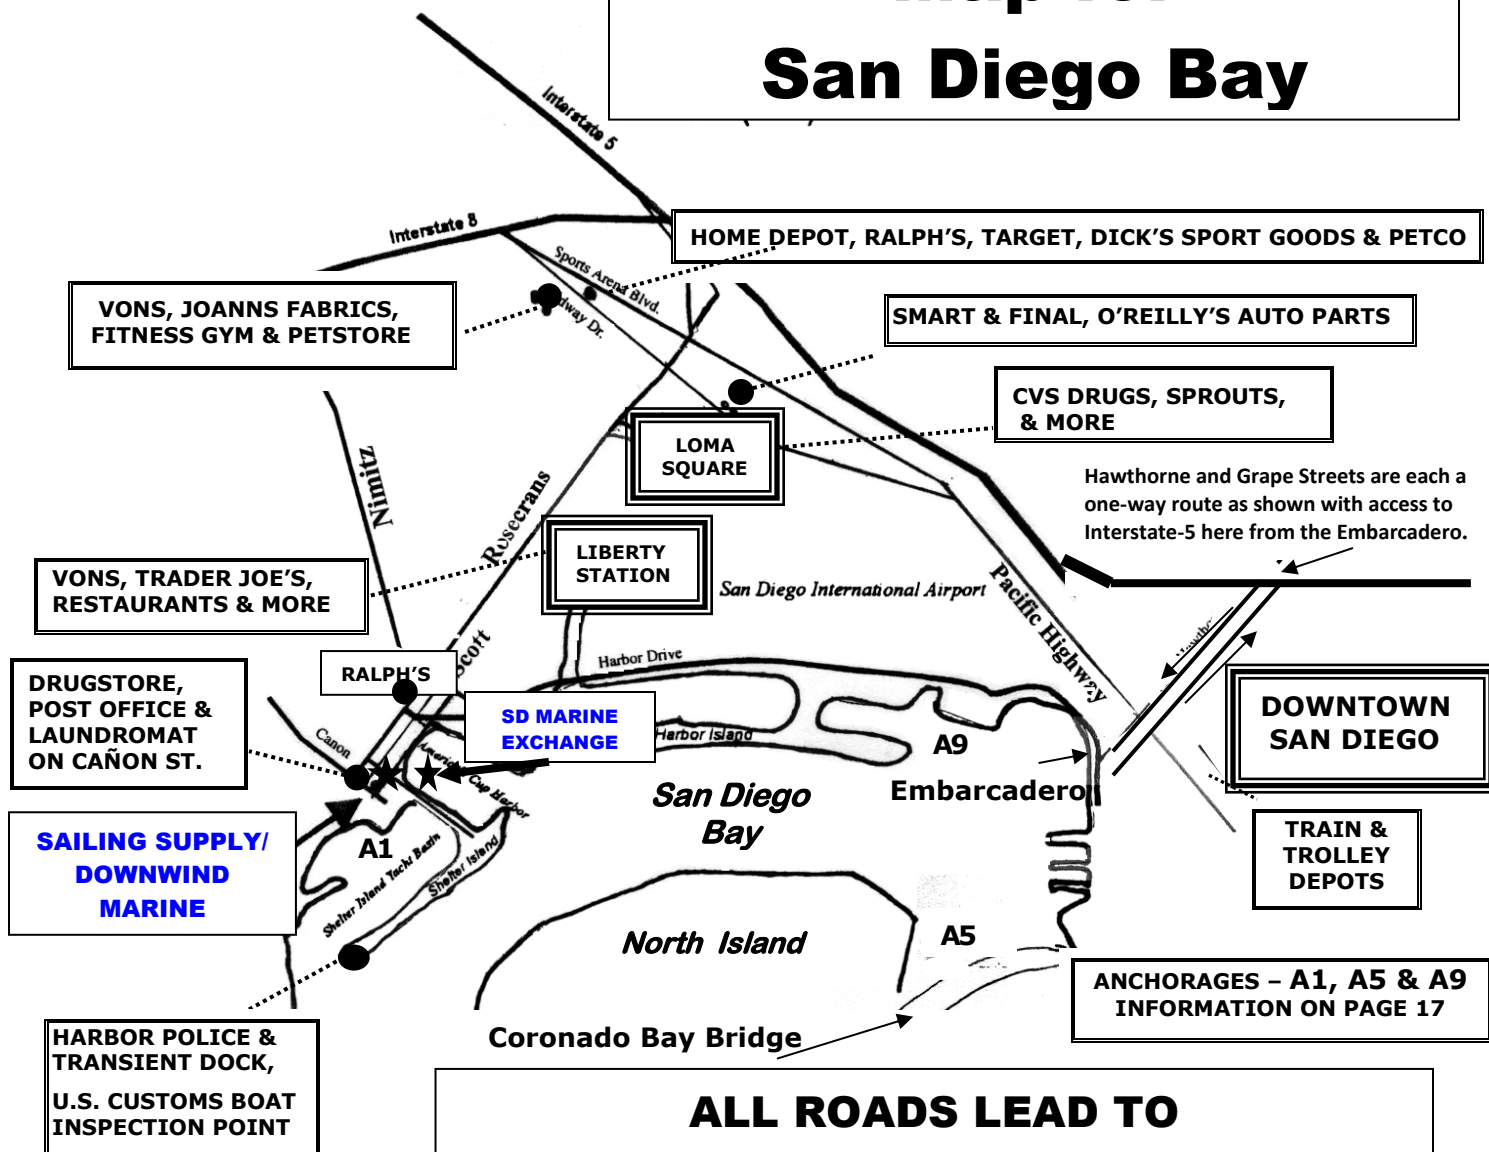 San Diego Bay
Interstate 5
Interstate 8
HOME DEPOT, RALPH'S, TARGET, DICK'S SPORT GOODS & PETCO
Sports Arena Blvd.
dway Dr.
VONS, JOANNS FABRICS,
FITNESS GYM & PETSTORE
SMART & FINAL, O'REILLY'S AUTO PARTS
CVS DRUGS, SPROUTS,
& MORE
LOMA
SQUARE
Nimitz
Rosecrans
Hawthorne and Grape Streets are each a
one-way route as shown with access to
Interstate-5 here from the Embarcadero.
LIBERTY
STATION
VONS, TRADER JOE'S,
RESTAURANTS & MORE
San Diego International Airport
Pacific Highway
Scott
Harbor Drive
RALPH'S
DRUGSTORE,
POST OFFICE &
LAUNDROMAT
ON CAÑON ST.
Canon
SD MARINE
EXCHANGE
Harbor Island
America's Cup Harbor
A9
Embarcadero
DOWNTOWN
SAN DIEGO
San Diego
Bay
SAILING SUPPLY/
DOWNWIND
MARINE
A1
Shelter Island Yacht Basin
Shelter Island
TRAIN &
TROLLEY
DEPOTS
North Island
A5
ANCHORAGES – A1, A5 & A9
INFORMATION ON PAGE 17
Coronado Bay Bridge
HARBOR POLICE &
TRANSIENT DOCK,
U.S. CUSTOMS BOAT
INSPECTION POINT
ALL ROADS LEAD TO